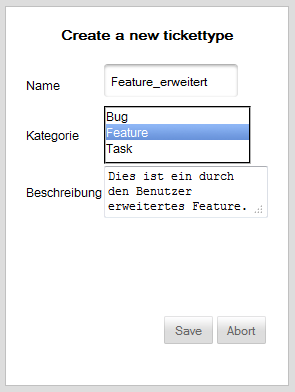 Create a new tickettype
Name
Feature_erweitert
Kategorie
Bug
Feature
Task
Beschreibung
Dies ist ein durch
den Benutzer
erweitertes Feature.
Save
Abort